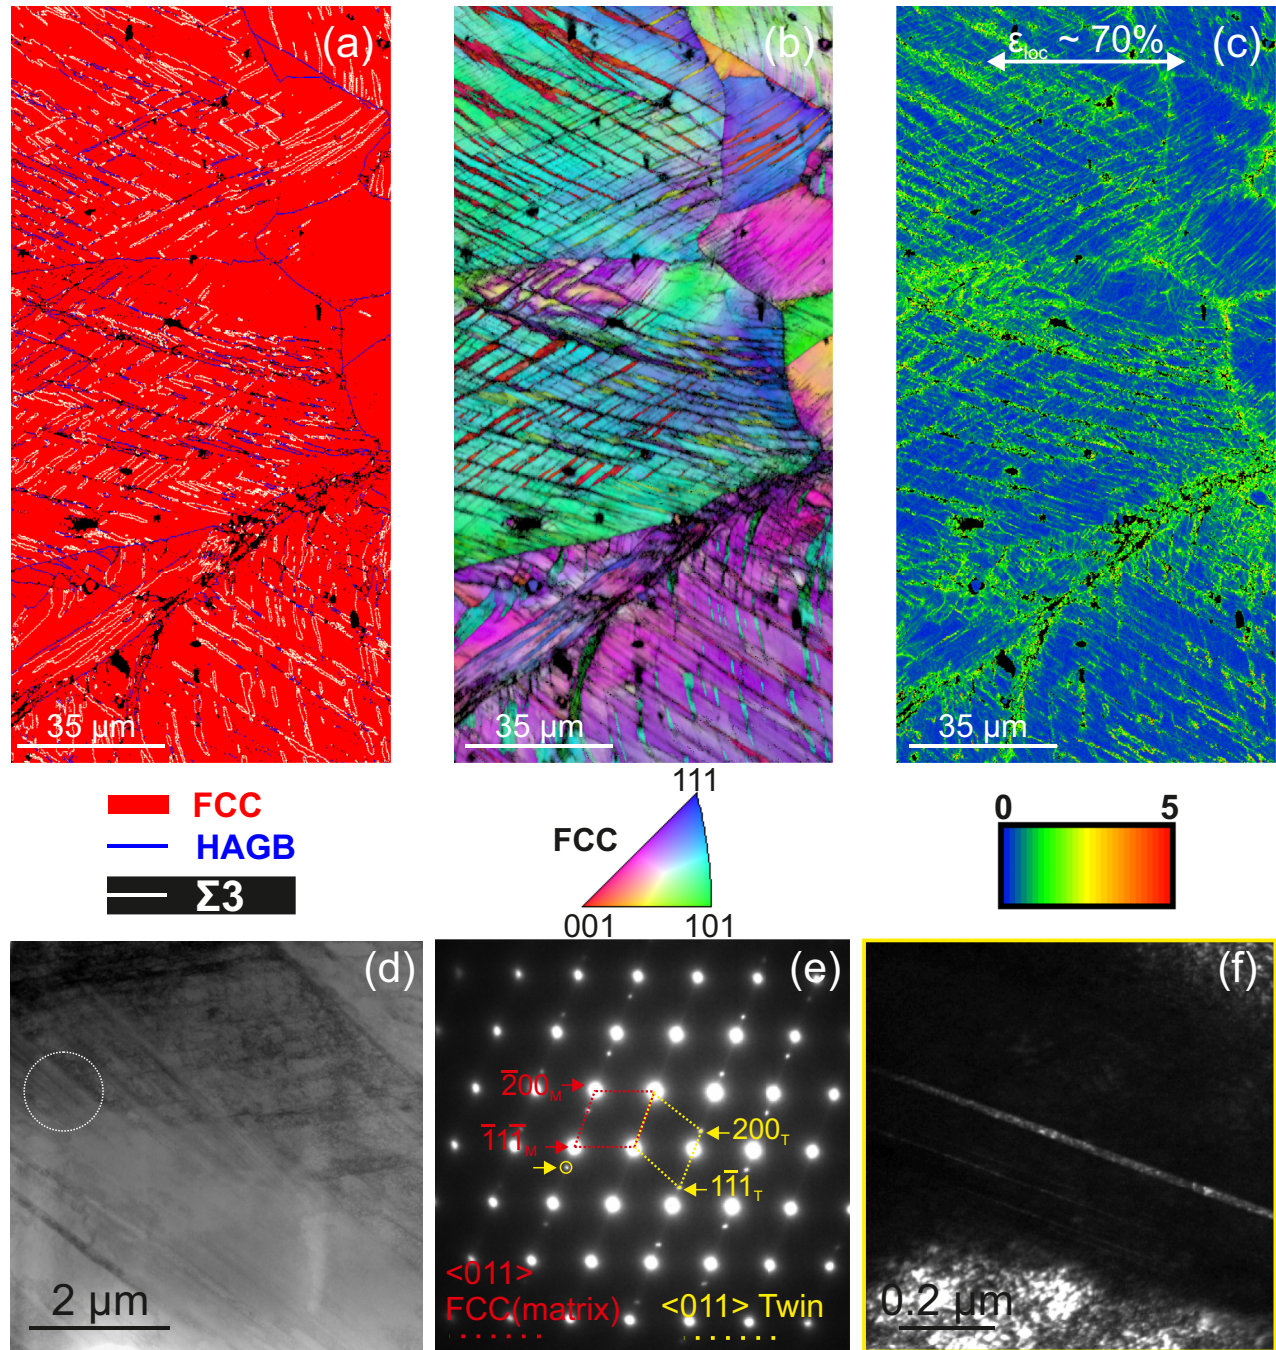 (a)
(b)
(c)
ε_loc ~ 70%
35 µm
35 µm
35 µm
FCC
HAGB
Σ3
111
FCC
001
101
0
5
(d)
(e)
(f)
2̅00_M
1̅11̅_M
200_T
11̅1_T
<011>
FCC(matrix)
<011> Twin
2 µm
0.2 µm